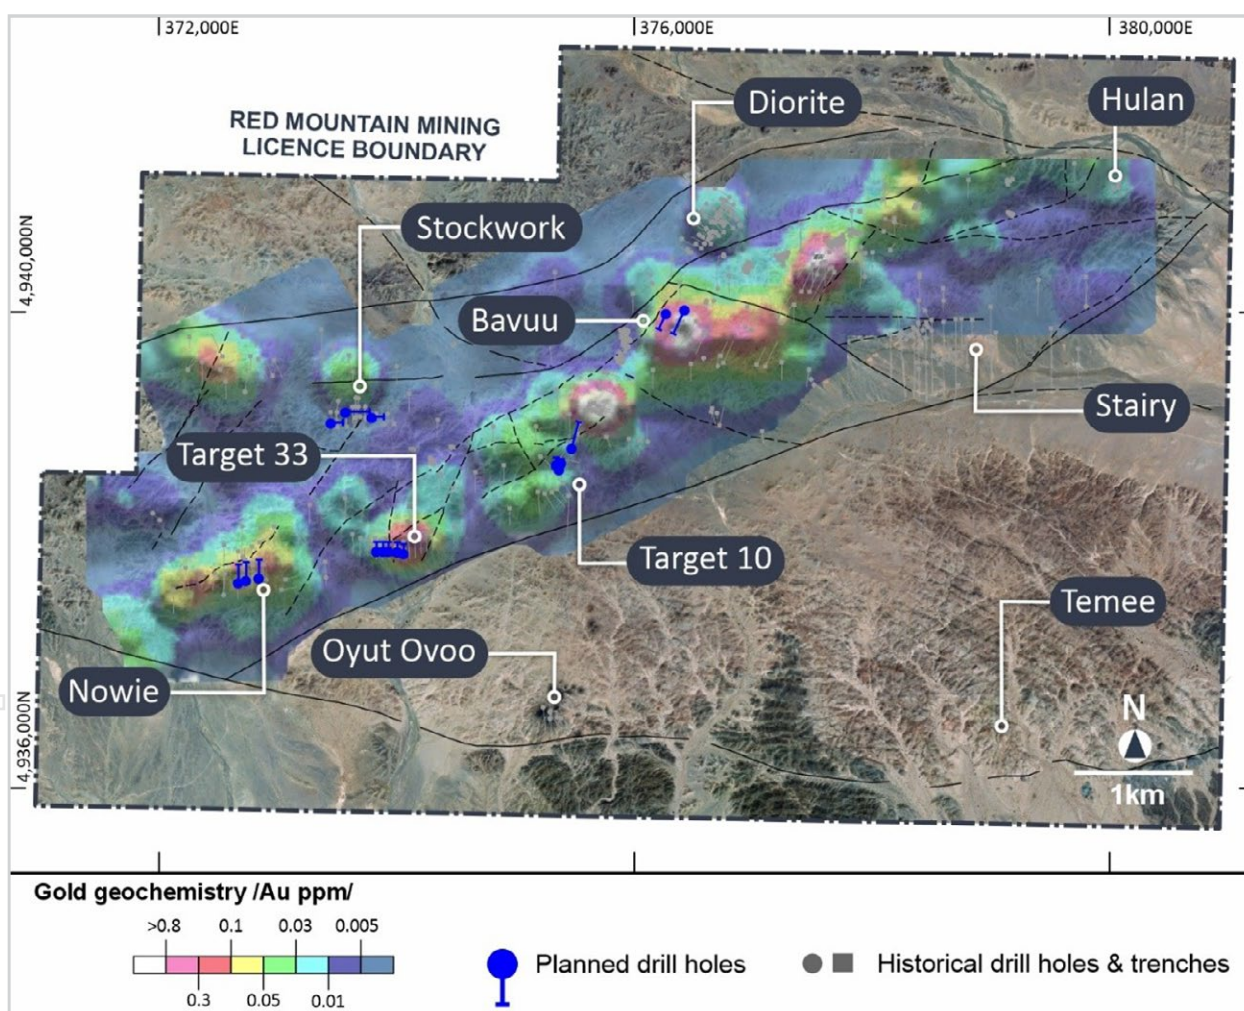 372,000E
376,000E
380,000E
Diorite
Hulan
RED MOUNTAIN MINING
LICENCE BOUNDARY
Stockwork
4,940,000N
Bavuu
Stairy
Target 33
Target 10
Temee
Oyut Ovoo
Nowie
N
4,936,000N
1km
Gold geochemistry /Au ppm/
>0.8 0.1 0.03 0.005
0.3 0.05 0.01
Planned drill holes
Historical drill holes & trenches